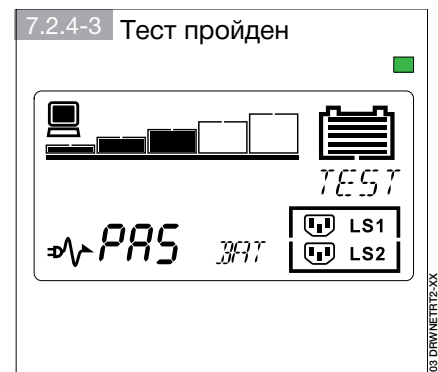 7.2.4-3 Тест пройден
TEST
PAS BAT
LS1
LS2
03 DRWNETRT2-XX